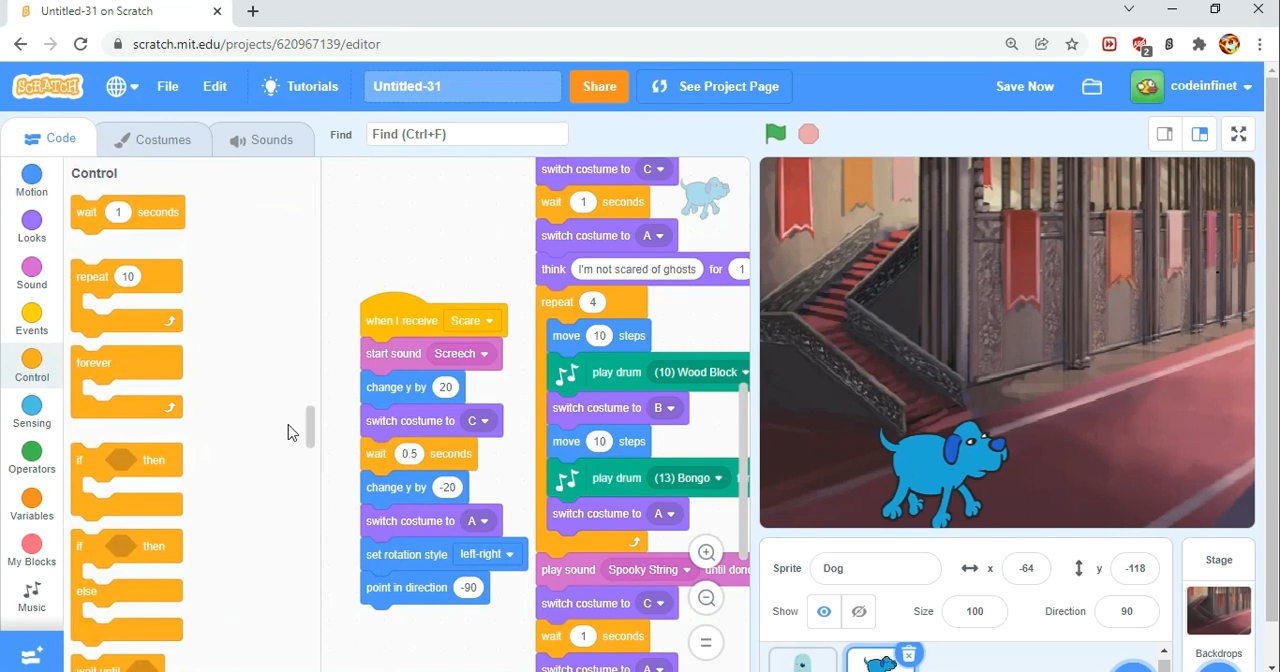 Untitled-31 on Scratch
scratch.mit.edu/projects/620967139/editor
2
SCRATCH
File
Edit
Tutorials
Untitled-31
Share
See Project Page
Save Now
codeinfinet
Code
Costumes
Sounds
Find
Find (Ctrl+F)
Motion
Looks
Sound
Events
Control
Sensing
Operators
Variables
My Blocks
Music
Control
wait 1 seconds
repeat 10
forever
if then
if then
else
wait until
when I receive Scare
start sound Screech
change y by 20
switch costume to C
wait 0.5 seconds
change y by -20
switch costume to A
set rotation style left-right
point in direction -90
switch costume to C
wait 1 seconds
switch costume to A
think I'm not scared of ghosts for 1
repeat 4
move 10 steps
play drum (10) Wood Block
switch costume to B
move 10 steps
play drum (13) Bongo
switch costume to A
play sound Spooky String until done
switch costume to C
wait 1 seconds
switch costume to A
Sprite Dog x -64 y -118
Show Size 100 Direction 90
Stage
Backdrops